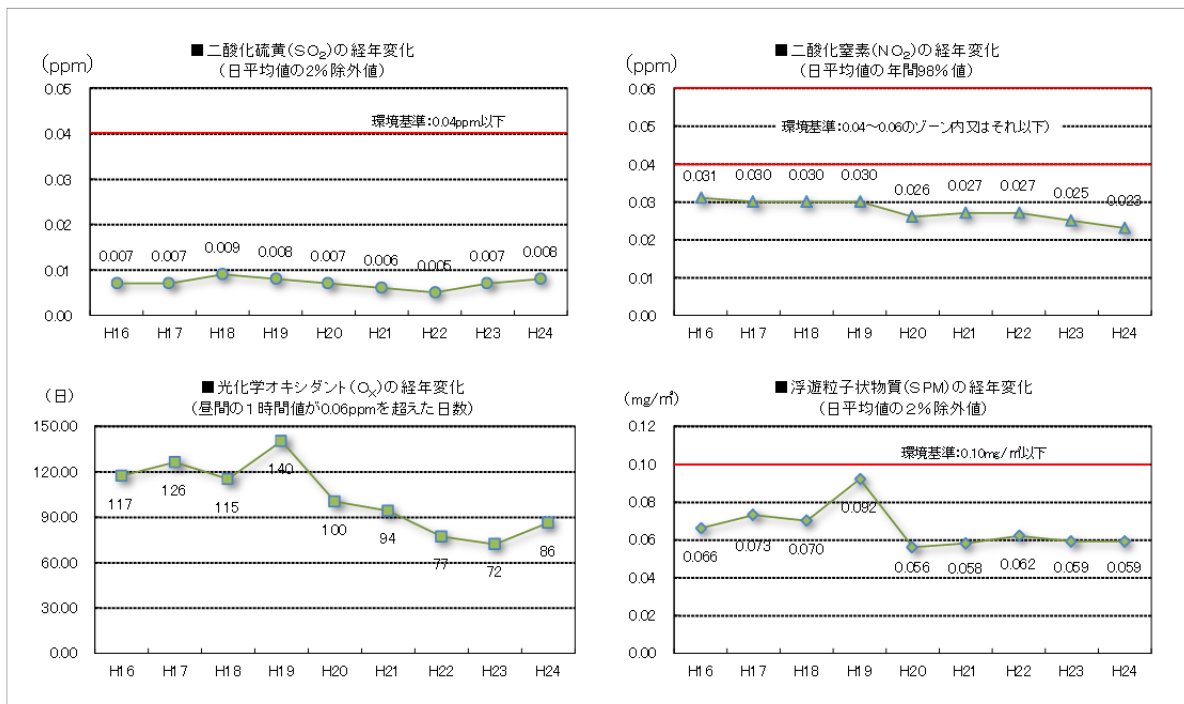 ■二酸化硫黄(SO₂)の経年変化
(日平均値の2%除外値)
(ppm)
0.05
0.04
0.03
0.02
0.01
0.00
環境基準:0.04ppm以下
0.007 0.007 0.009 0.008 0.007 0.006 0.005 0.007 0.008
H16 H17 H18 H19 H20 H21 H22 H23 H24
■二酸化窒素(NO₂)の経年変化
(日平均値の年間98%値)
(ppm)
0.06
0.05
0.04
0.03
0.02
0.01
0.00
環境基準:0.04～0.06のゾーン内又はそれ以下)
0.031 0.030 0.030 0.030 0.026 0.027 0.027 0.025 0.023
H16 H17 H18 H19 H20 H21 H22 H23 H24
■光化学オキシダント(Oₓ)の経年変化
(昼間の1時間値が0.06ppmを超えた日数)
(日)
150.00
120.00
90.00
60.00
30.00
0.00
117 126 115 140 100 94 77 72 86
H16 H17 H18 H19 H20 H21 H22 H23 H24
■浮遊粒子状物質(SPM)の経年変化
(日平均値の2%除外値)
(mg/㎥)
0.12
0.10
0.08
0.06
0.04
0.02
0.00
環境基準:0.10mg/㎥以下
0.066 0.073 0.070 0.092 0.056 0.058 0.062 0.059 0.059
H16 H17 H18 H19 H20 H21 H22 H23 H24